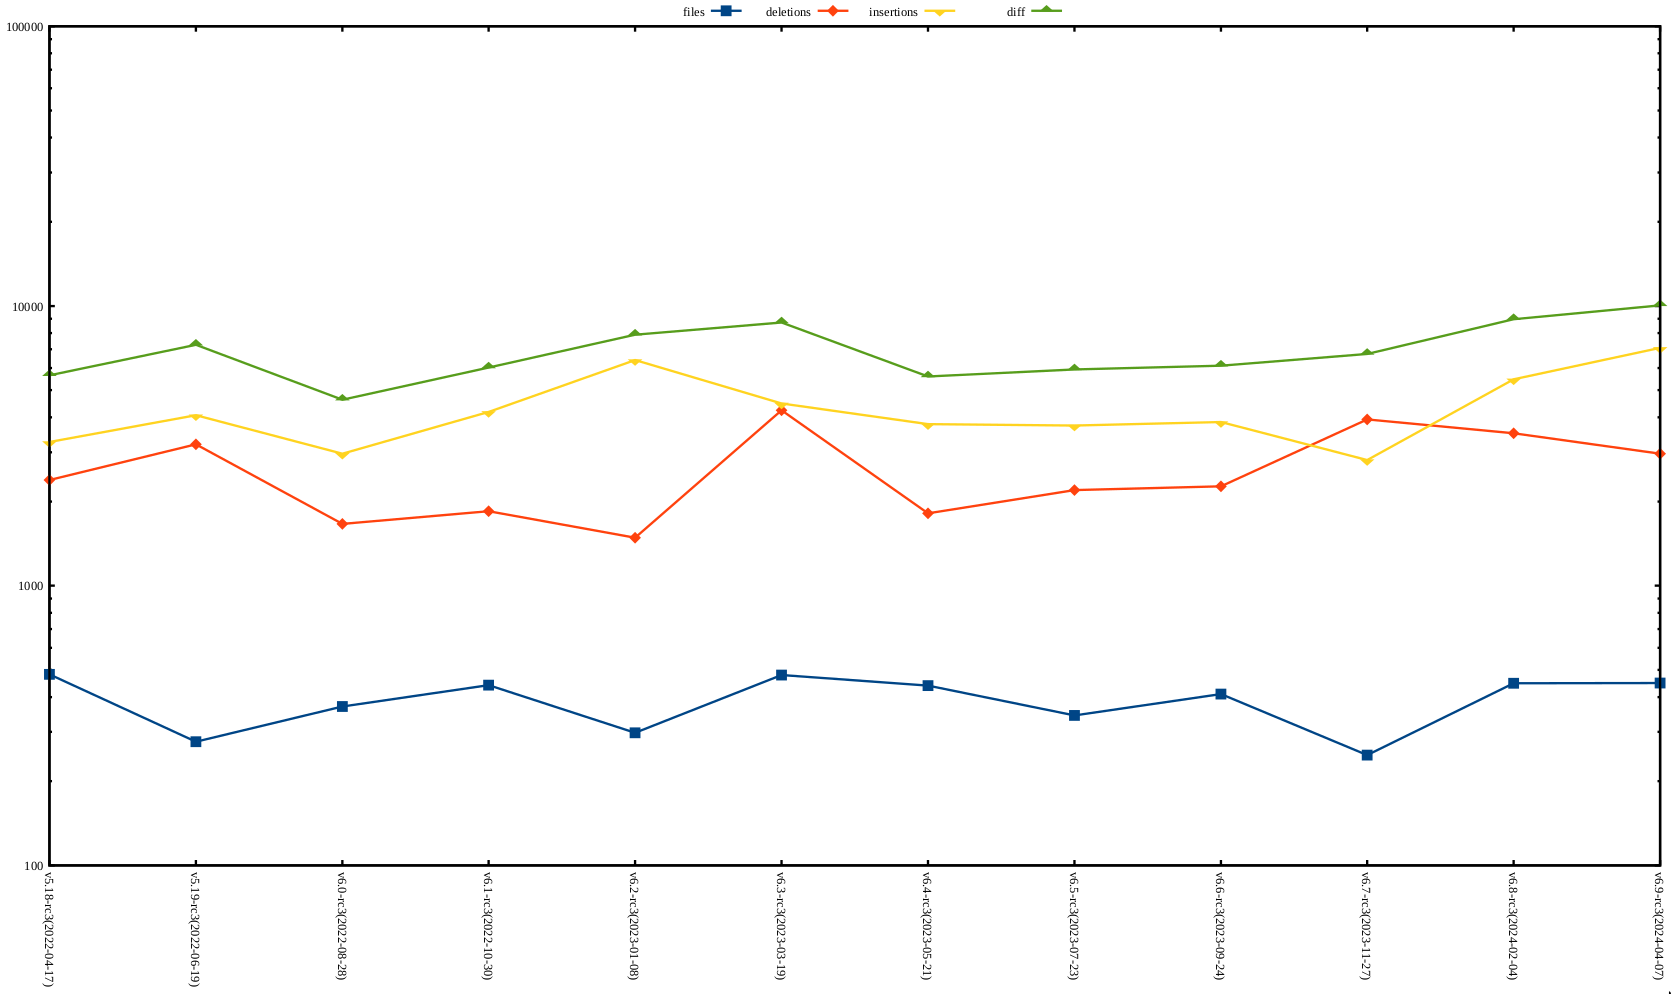 files deletions insertions diff
100000
10000
1000
100
v5.18-rc3(2022-04-17)
v5.19-rc3(2022-06-19)
v6.0-rc3(2022-08-28)
v6.1-rc3(2022-10-30)
v6.2-rc3(2023-01-08)
v6.3-rc3(2023-03-19)
v6.4-rc3(2023-05-21)
v6.5-rc3(2023-07-23)
v6.6-rc3(2023-09-24)
v6.7-rc3(2023-11-27)
v6.8-rc3(2024-02-04)
v6.9-rc3(2024-04-07)